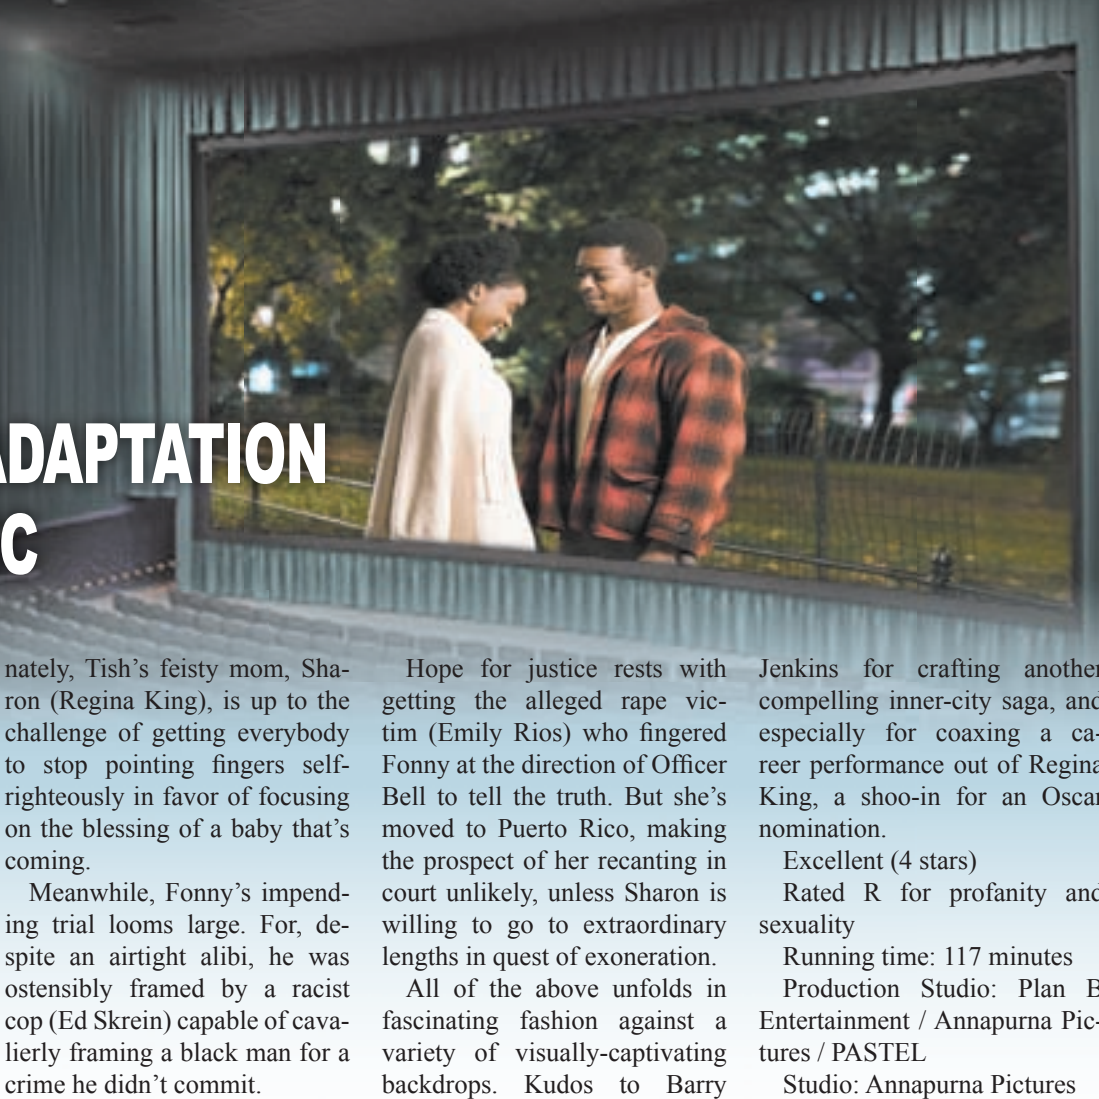 ADAPTATION
C
nately, Tish’s feisty mom, Sha-
ron (Regina King), is up to the
challenge of getting everybody
to stop pointing fingers self-
righteously in favor of focusing
on the blessing of a baby that’s
coming.
Meanwhile, Fonny’s impend-
ing trial looms large. For, de-
spite an airtight alibi, he was
ostensibly framed by a racist
cop (Ed Skrein) capable of cava-
lierly framing a black man for a
crime he didn’t commit.
Hope for justice rests with
getting the alleged rape vic-
tim (Emily Rios) who fingered
Fonny at the direction of Officer
Bell to tell the truth. But she’s
moved to Puerto Rico, making
the prospect of her recanting in
court unlikely, unless Sharon is
willing to go to extraordinary
lengths in quest of exoneration.
All of the above unfolds in
fascinating fashion against a
variety of visually-captivating
backdrops. Kudos to Barry
Jenkins for crafting another
compelling inner-city saga, and
especially for coaxing a ca-
reer performance out of Regina
King, a shoo-in for an Oscar
nomination.
Excellent (4 stars)
Rated R for profanity and
sexuality
Running time: 117 minutes
Production Studio: Plan B
Entertainment / Annapurna Pic-
tures / PASTEL
Studio: Annapurna Pictures